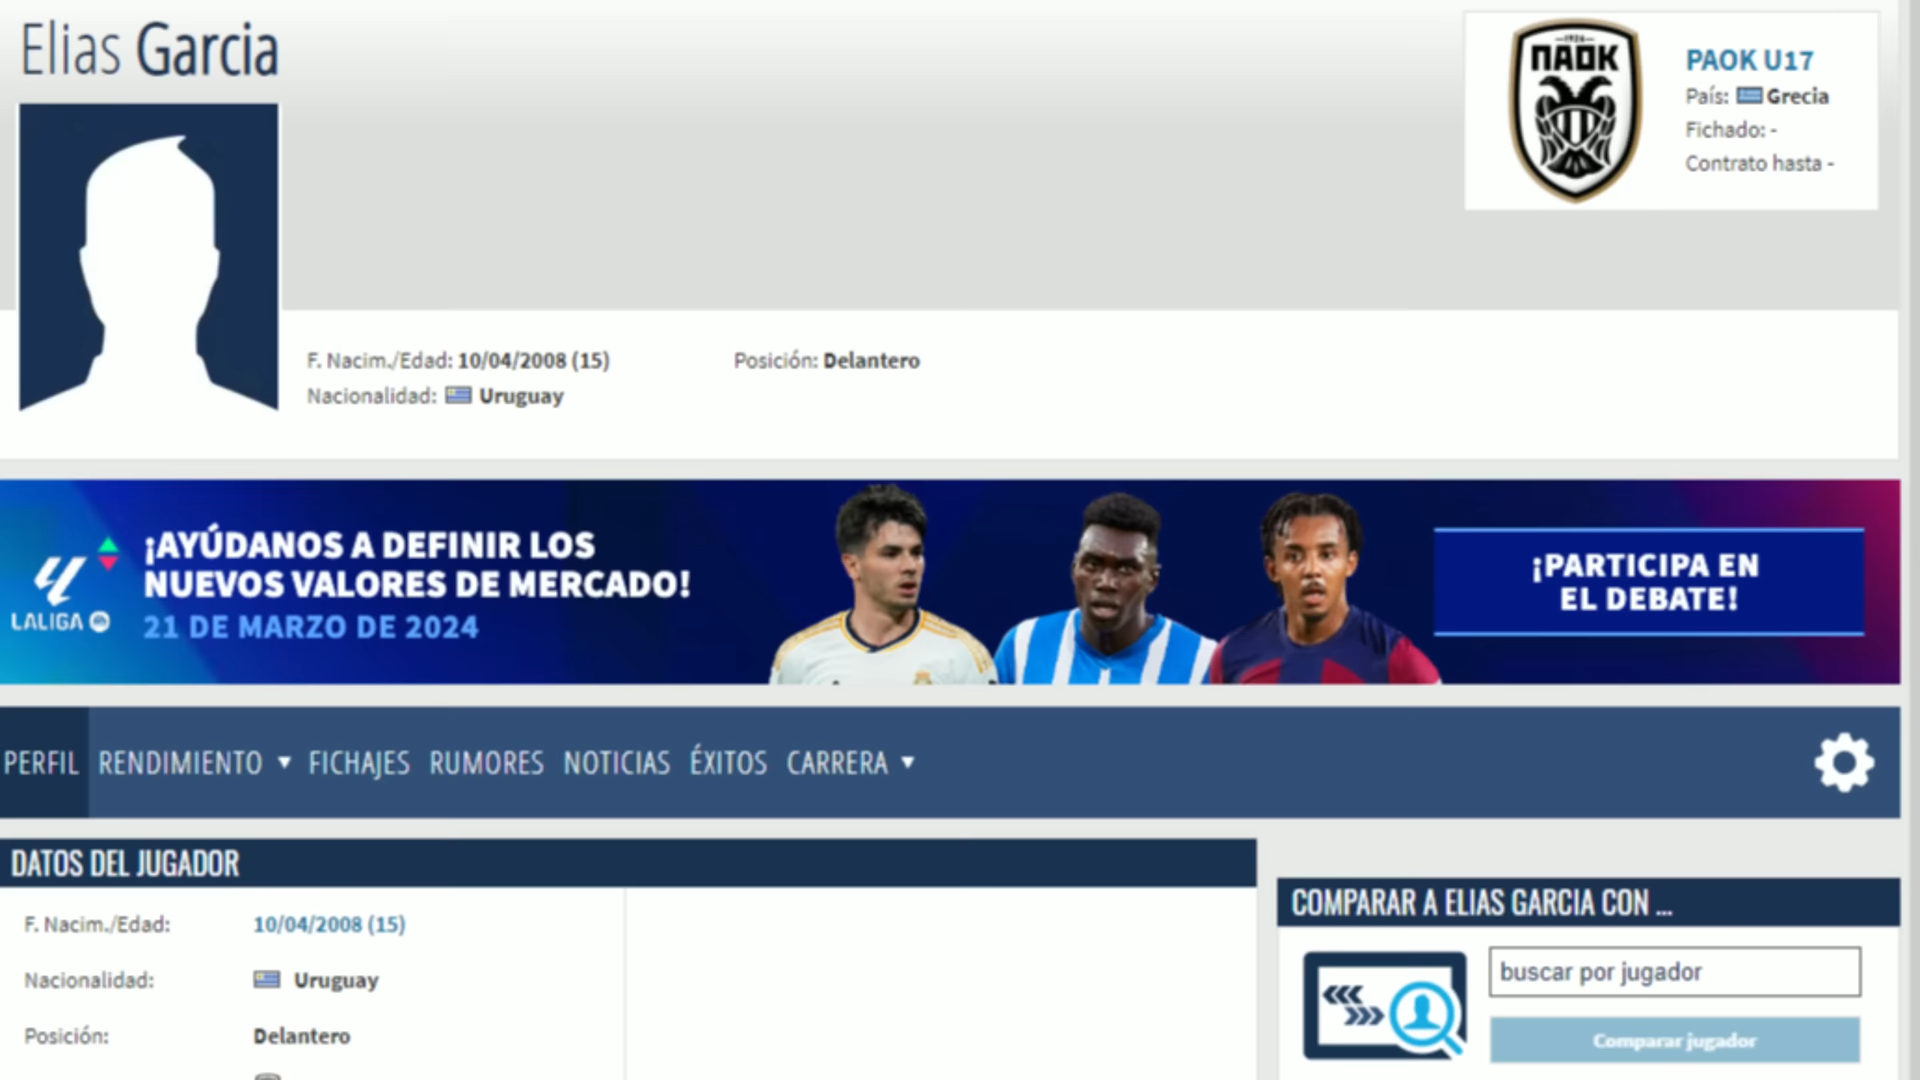 Elias Garcia
1926
ΠΑΟΚ
PAOK U17
País: Grecia
Fichado: -
Contrato hasta -
F. Nacim./Edad: 10/04/2008 (15)
Posición: Delantero
Nacionalidad: Uruguay
LALIGA
¡AYÚDANOS A DEFINIR LOS
NUEVOS VALORES DE MERCADO!
21 DE MARZO DE 2024
¡PARTICIPA EN
EL DEBATE!
PERFIL RENDIMIENTO ▼ FICHAJES RUMORES NOTICIAS ÉXITOS CARRERA ▼
DATOS DEL JUGADOR
F. Nacim./Edad: 10/04/2008 (15)
Nacionalidad: Uruguay
Posición: Delantero
COMPARAR A ELIAS GARCIA CON ...
buscar por jugador
Comparar jugador